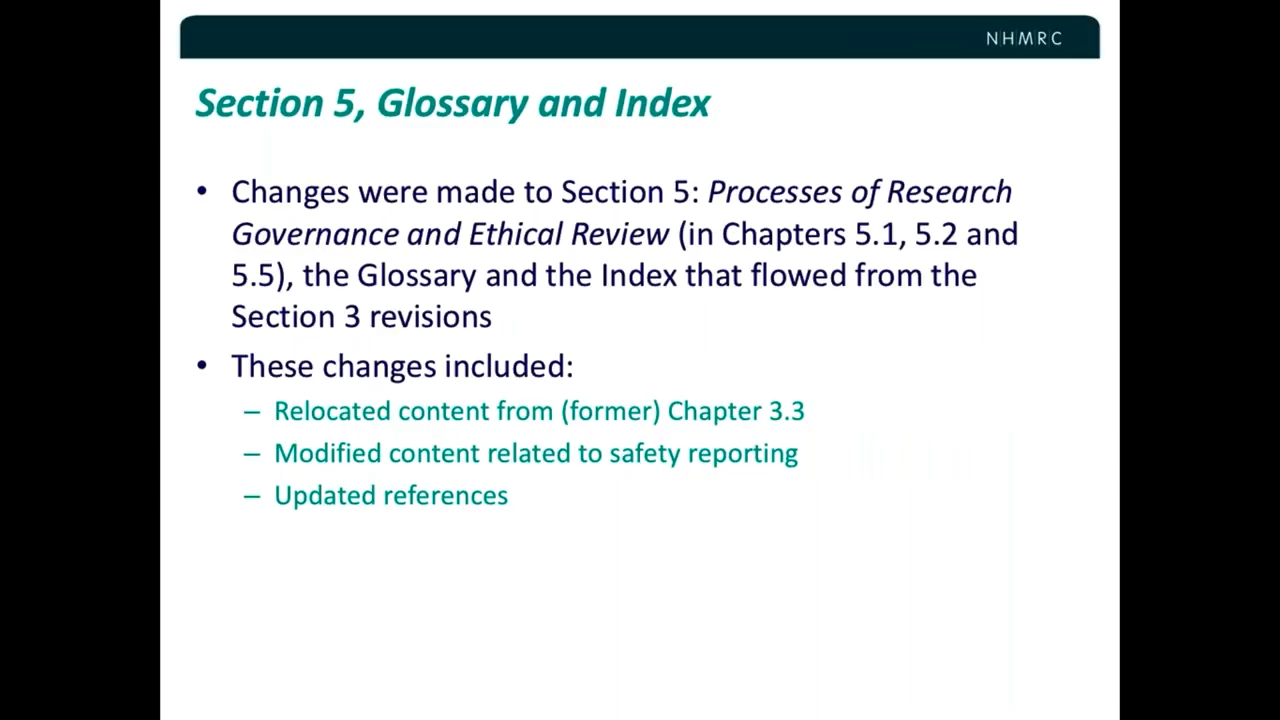 NHMRC
Section 5, Glossary and Index
• Changes were made to Section 5: Processes of Research
Governance and Ethical Review (in Chapters 5.1, 5.2 and
5.5), the Glossary and the Index that flowed from the
Section 3 revisions
• These changes included:
– Relocated content from (former) Chapter 3.3
– Modified content related to safety reporting
– Updated references